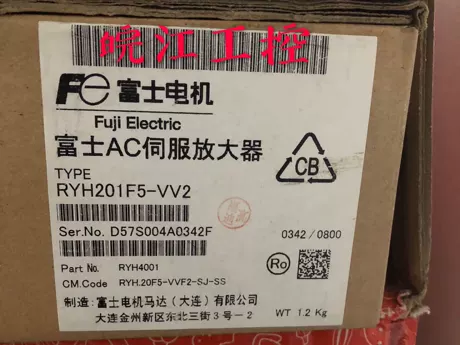 皖江工控
Fe 富士电机
Fuji Electric
富士AC伺服放大器
TYPE
RYH201F5-VV2
Ser.No. D57S004A0342F
0342 / 0800
CB
Part No. RYH4001
Ro
CM.Code RYH.20F5-VVF2-SJ-SS
制造:富士电机马达(大连)有限公司
大连金州新区东北三街3号-2
WT 1.2 Kg